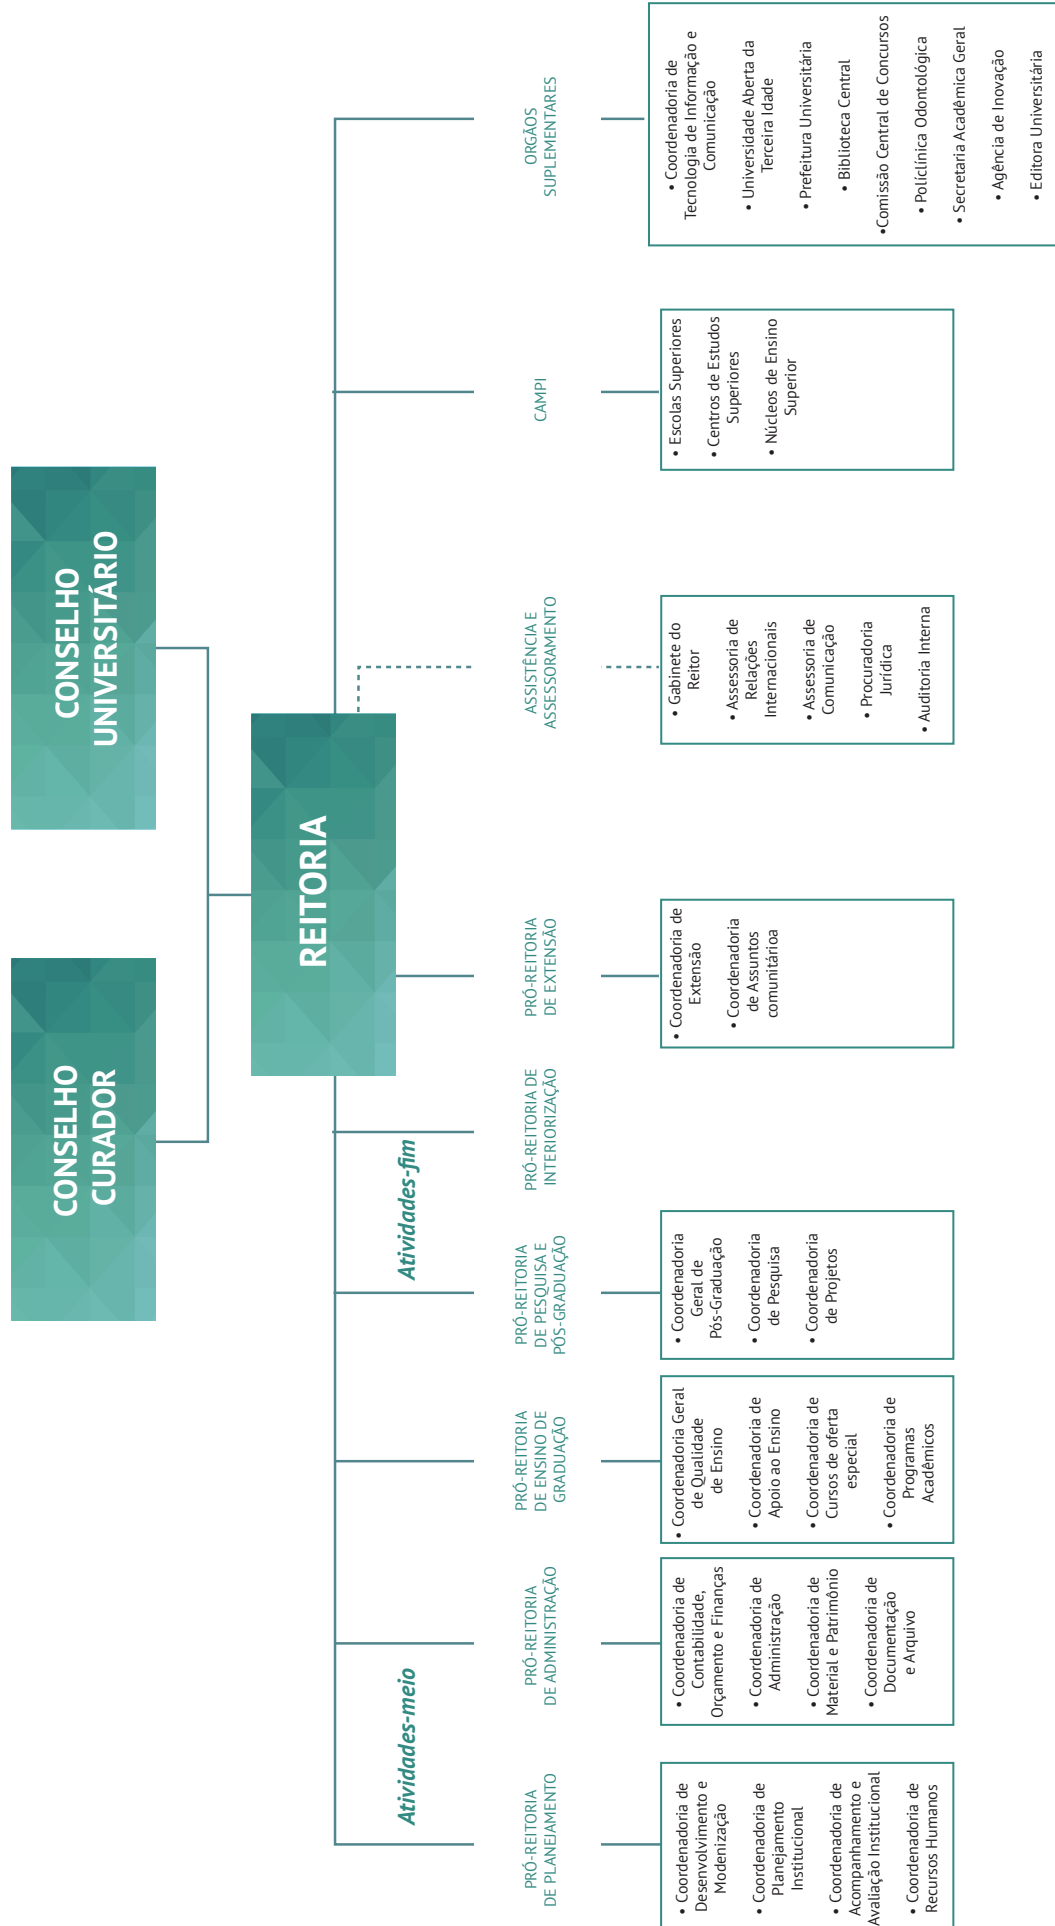 CONSELHO
CURADOR
CONSELHO
UNIVERSITÁRIO
REITORIA
Atividades-meio
Atividades-fim
PRÓ-REITORIA
DE PLANEJAMENTO
PRÓ-REITORIA
DE ADMINISTRAÇÃO
PRÓ-REITORIA
DE ENSINO DE
GRADUAÇÃO
PRÓ-REITORIA
DE PESQUISA E
PÓS-GRADUAÇÃO
PRÓ-REITORIA DE
INTERIORIZAÇÃO
PRÓ-REITORIA
DE EXTENSÃO
ASSISTÊNCIA E
ASSESSORAMENTO
CAMPI
ORGÃOS
SUPLEMENTARES
• Coordenadoria de
Desenvolvimento e
Modenização
• Coordenadoria de
Planejamento
Institucional
• Coordenadoria de
Acompanhamento e
Avaliação Institucional
• Coordenadoria de
Recursos Humanos
• Coordenadoria de
Contabilidade,
Orçamento e Finanças
• Coordenadoria de
Administração
• Coordenadoria de
Material e Patrimônio
• Coordenadoria de
Documentação
e Arquivo
• Coordenadoria Geral
de Qualidade
de Ensino
• Coordenadoria de
Apoio ao Ensino
• Coordenadoria de
Cursos de oferta
especial
• Coordenadoria de
Programas
Acadêmicos
• Coordenadoria
Geral de
Pós-Graduação
• Coordenadoria
de Pesquisa
• Coordenadoria
de Projetos
• Coordenadoria de
Extensão
• Coordenadoria
de Assuntos
comunitárioa
• Gabinete do
Reitor
• Assessoria de
Relações
Internacionais
• Assessoria de
Comunicação
• Procuradoria
Jurídica
• Auditoria Interna
• Escolas Superiores
• Centros de Estudos
Superiores
• Núcleos de Ensino
Superior
• Coordenadoria de
Tecnologia de Informação e
Comunicação
• Universidade Aberta da
Terceira Idade
• Prefeitura Universitária
• Biblioteca Central
•Comissão Central de Concursos
• Políclínica Odontológica
• Secretaria Acadêmica Geral
• Agência de Inovação
• Editora Universitária